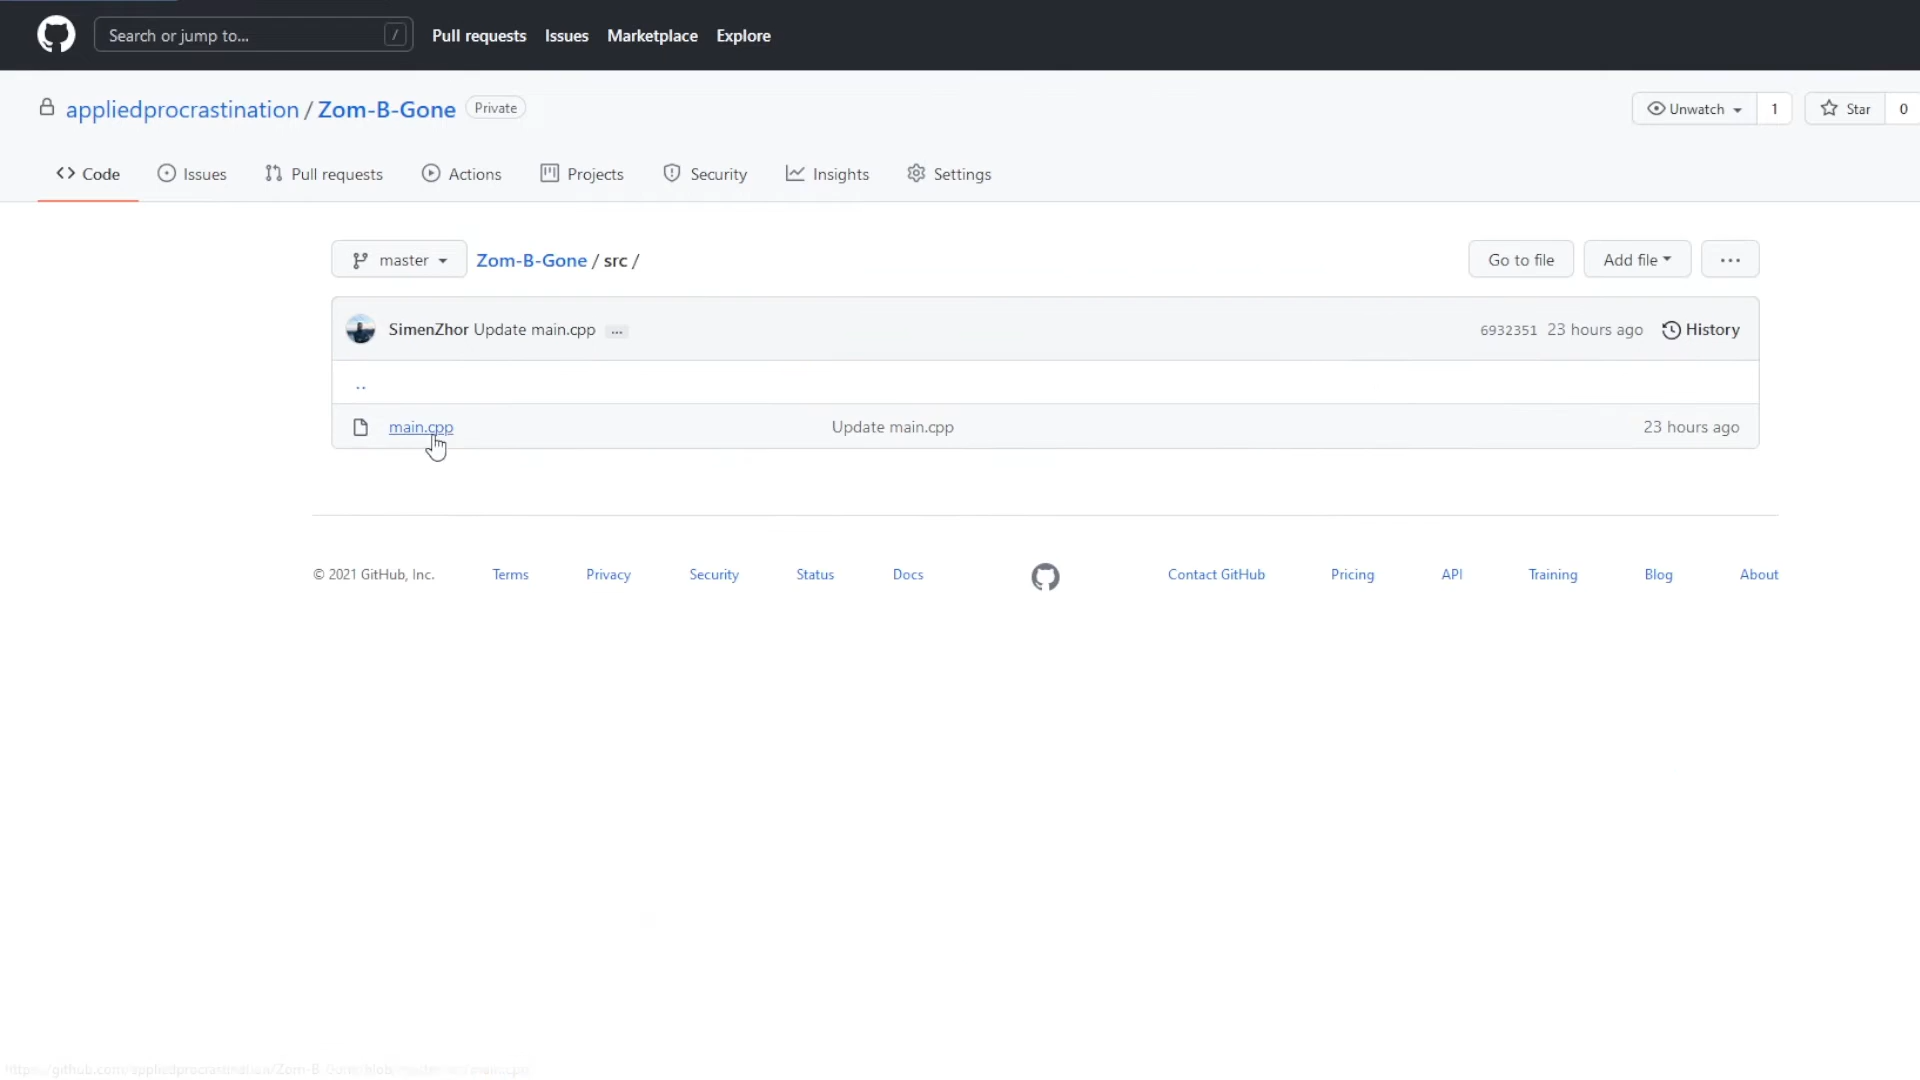 Search or jump to... / Pull requests Issues Marketplace Explore
appliedprocrastination / Zom-B-Gone Private Unwatch 1 Star 0
Code Issues Pull requests Actions Projects Security Insights Settings
master Zom-B-Gone / src / Go to file Add file ...
SimenZhor Update main.cpp ... 6932351 23 hours ago History
..
main.cpp Update main.cpp 23 hours ago
© 2021 GitHub, Inc. Terms Privacy Security Status Docs Contact GitHub Pricing API Training Blog About